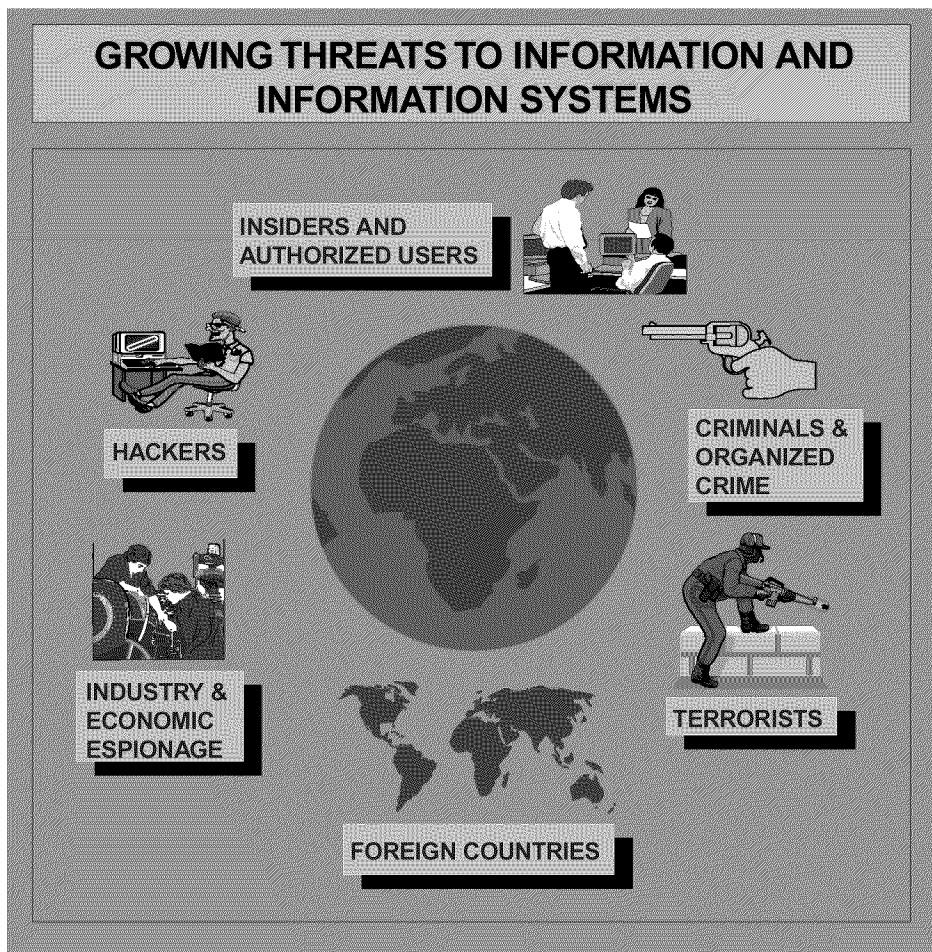 GROWING THREATS TO INFORMATION AND
INFORMATION SYSTEMS
INSIDERS AND
AUTHORIZED USERS
HACKERS
CRIMINALS &
ORGANIZED
CRIME
INDUSTRY &
ECONOMIC
ESPIONAGE
TERRORISTS
FOREIGN COUNTRIES